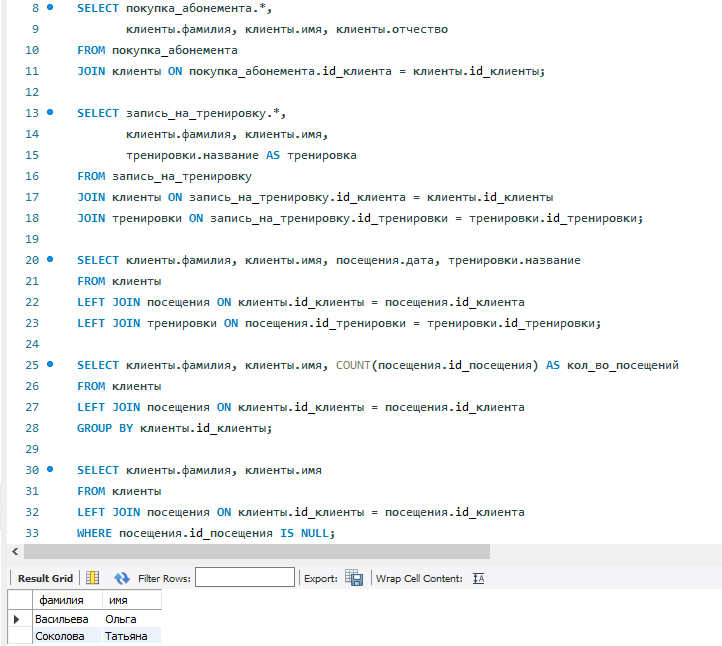 8 SELECT покупка_абонемента.*,
9 клиенты.фамилия, клиенты.имя, клиенты.отчество
10 FROM покупка_абонемента
11 JOIN клиенты ON покупка_абонемента.id_клиента = клиенты.id_клиенты;
12
13 SELECT запись_на_тренировку.*,
14 клиенты.фамилия, клиенты.имя,
15 тренировки.название AS тренировка
16 FROM запись_на_тренировку
17 JOIN клиенты ON запись_на_тренировку.id_клиента = клиенты.id_клиенты
18 JOIN тренировки ON запись_на_тренировку.id_тренировки = тренировки.id_тренировки;
19
20 SELECT клиенты.фамилия, клиенты.имя, посещения.дата, тренировки.название
21 FROM клиенты
22 LEFT JOIN посещения ON клиенты.id_клиенты = посещения.id_клиента
23 LEFT JOIN тренировки ON посещения.id_тренировки = тренировки.id_тренировки;
24
25 SELECT клиенты.фамилия, клиенты.имя, COUNT(посещения.id_посещения) AS кол_во_посещений
26 FROM клиенты
27 LEFT JOIN посещения ON клиенты.id_клиенты = посещения.id_клиента
28 GROUP BY клиенты.id_клиенты;
29
30 SELECT клиенты.фамилия, клиенты.имя
31 FROM клиенты
32 LEFT JOIN посещения ON клиенты.id_клиенты = посещения.id_клиента
33 WHERE посещения.id_посещения IS NULL;
Result Grid Filter Rows: Export: Wrap Cell Content: IA
фамилия имя
Васильева Ольга
Соколова Татьяна